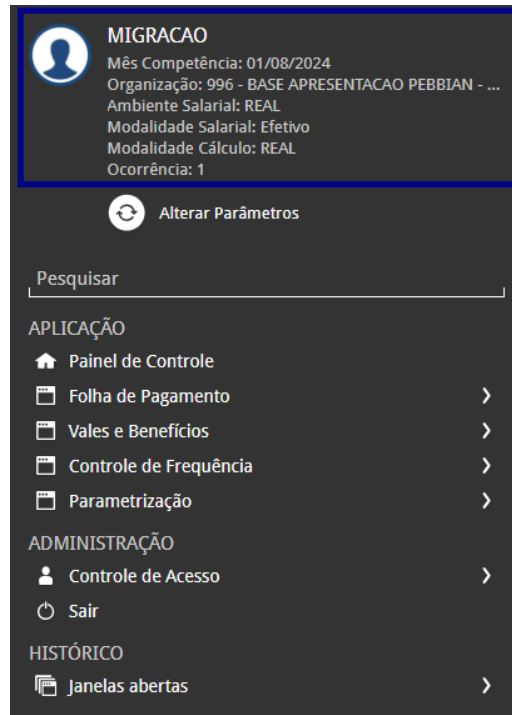 MIGRACAO
Mês Competência: 01/08/2024
Organização: 996 - BASE APRESENTACAO PEBBIAN - ...
Ambiente Salarial: REAL
Modalidade Salarial: Efetivo
Modalidade Cálculo: REAL
Ocorrência: 1
Alterar Parâmetros
Pesquisar
APLICAÇÃO
Painel de Controle
Folha de Pagamento
Vales e Benefícios
Controle de Frequência
Parametrização
ADMINISTRAÇÃO
Controle de Acesso
Sair
HISTÓRICO
Janelas abertas